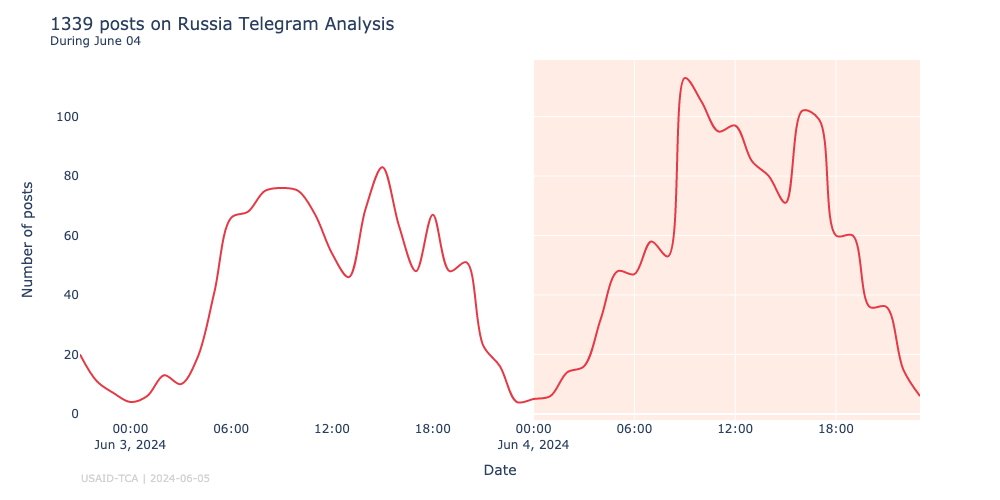 1339 posts on Russia Telegram Analysis
During June 04
Number of posts
100
80
60
40
20
0
00:00 06:00 12:00 18:00 00:00 06:00 12:00 18:00
Jun 3, 2024 Jun 4, 2024
Date
USAID-TCA | 2024-06-05